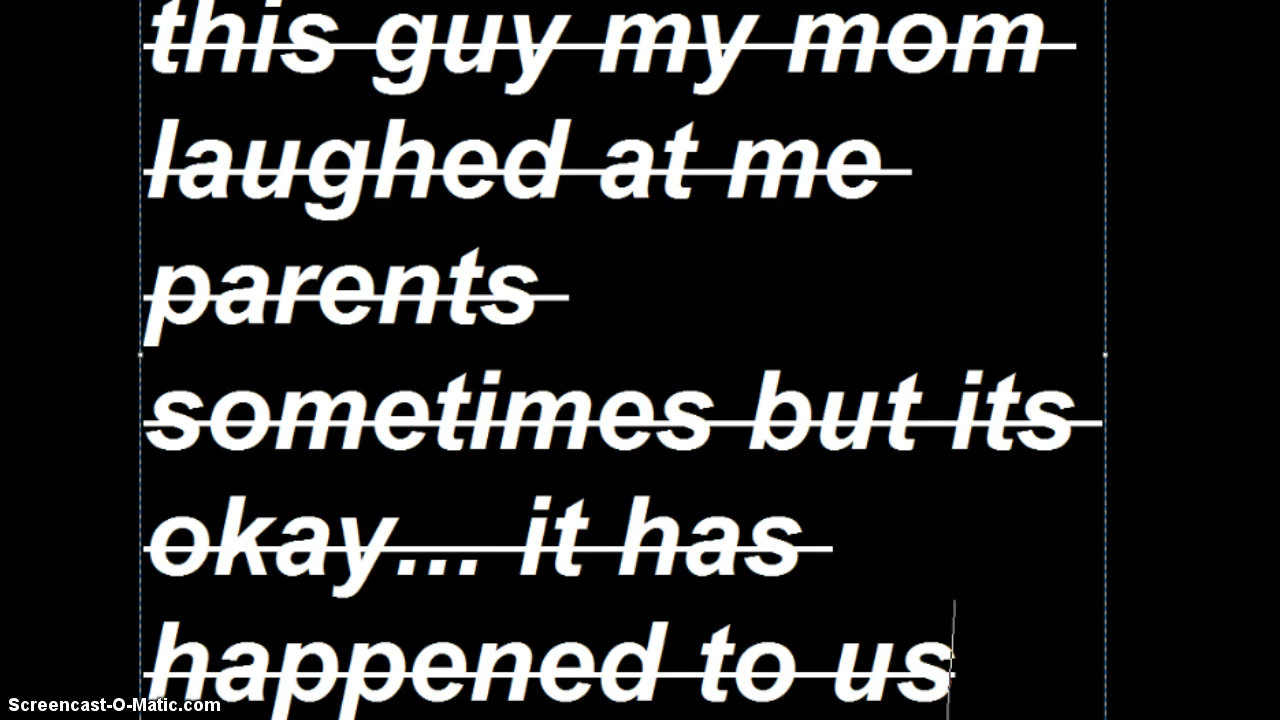 this guy my mom
laughed at me
parents
sometimes but its
okay... it has
happened to us
Screencast-O-Matic.com